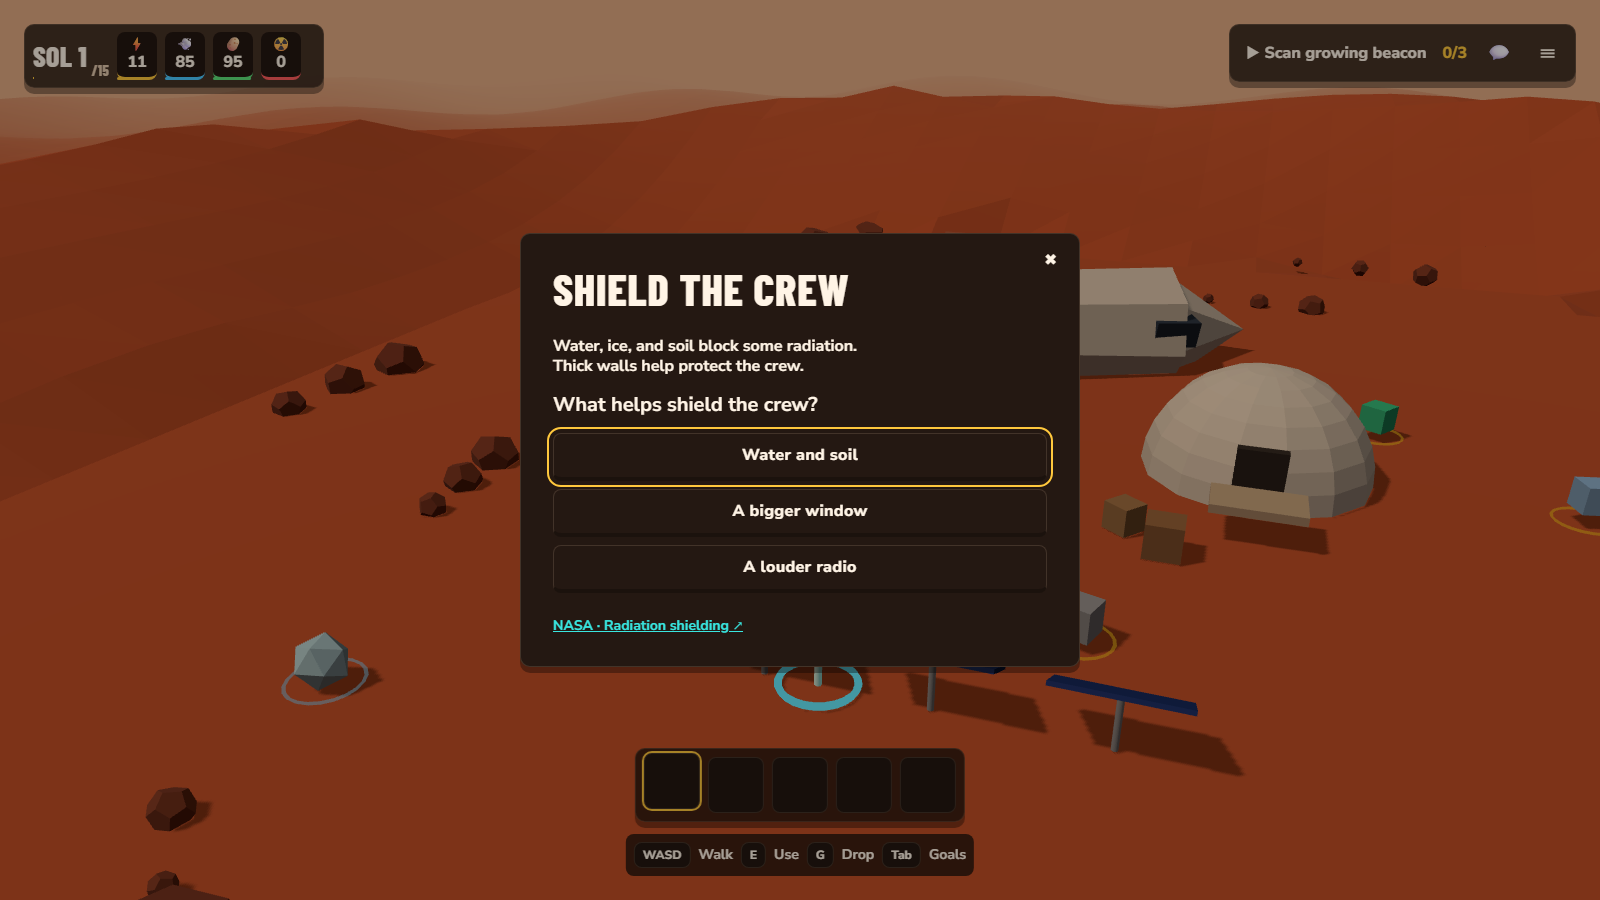 SOL 1 /15
11 85 95 0
▶ Scan growing beacon 0/3
SHIELD THE CREW
Water, ice, and soil block some radiation.
Thick walls help protect the crew.
What helps shield the crew?
Water and soil
A bigger window
A louder radio
NASA · Radiation shielding ↗
WASD Walk E Use G Drop Tab Goals